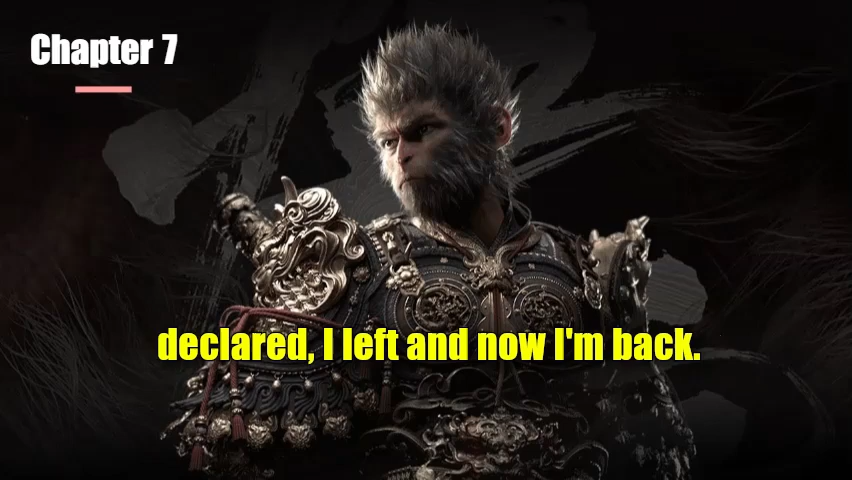 Chapter 7
declared, I left and now I'm back.